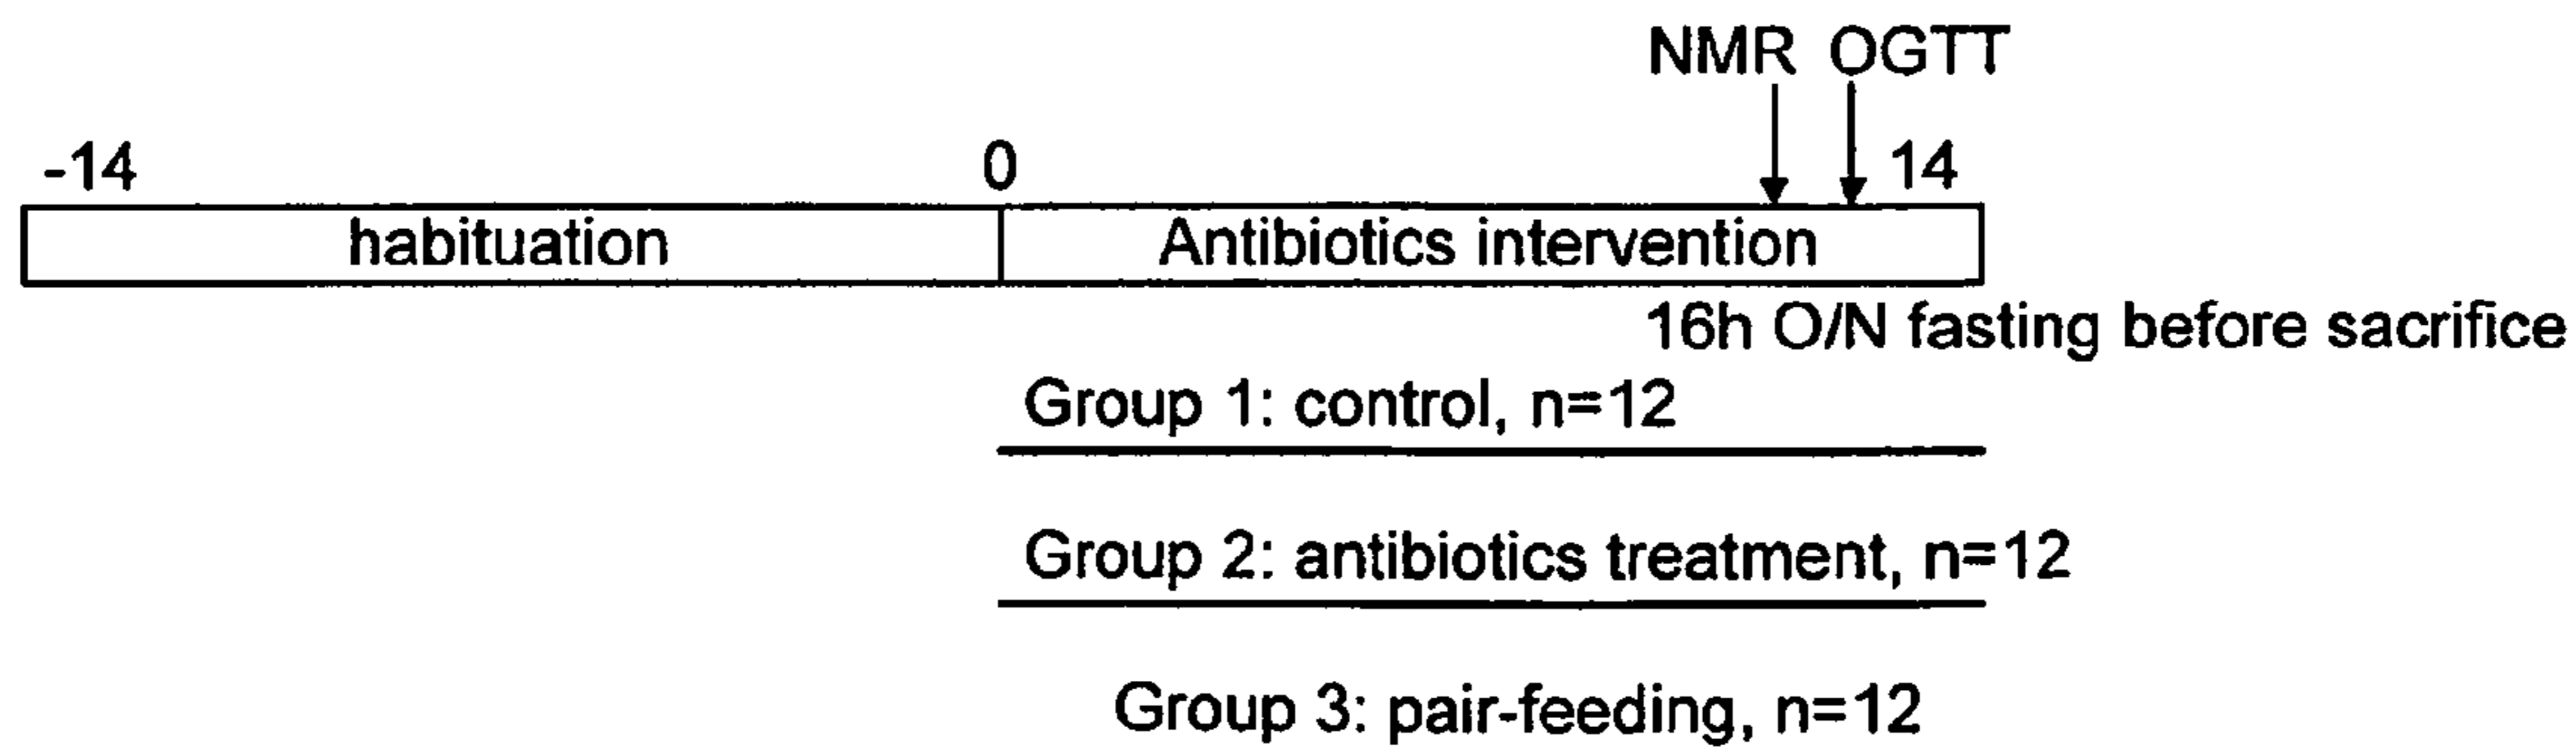 NMR OGTT
-14 0 14
habituation Antibiotics intervention
16h O/N fasting before sacrifice
Group 1: control, n=12
Group 2: antibiotics treatment, n=12
Group 3: pair-feeding, n=12